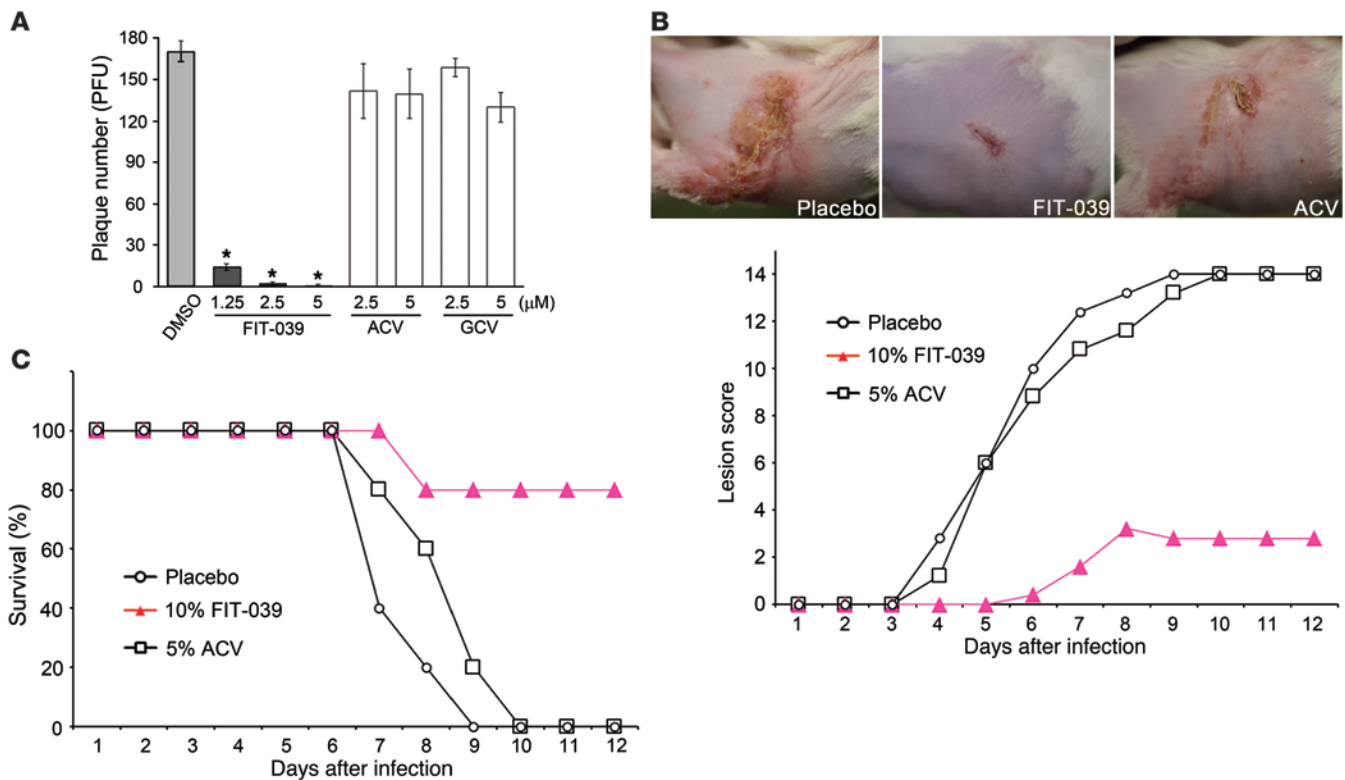 A
Plaque number (PFU)
180
150
120
90
60
30
0
* * *
1.25 2.5 5 2.5 5 2.5 5 (μM)
DMSO FIT-039 ACV GCV
B
Placebo FIT-039 ACV
Lesion score
14
12
10
8
6
4
2
0
Placebo
10% FIT-039
5% ACV
1 2 3 4 5 6 7 8 9 10 11 12
Days after infection
C
Survival (%)
100
80
60
40
20
0
Placebo
10% FIT-039
5% ACV
1 2 3 4 5 6 7 8 9 10 11 12
Days after infection